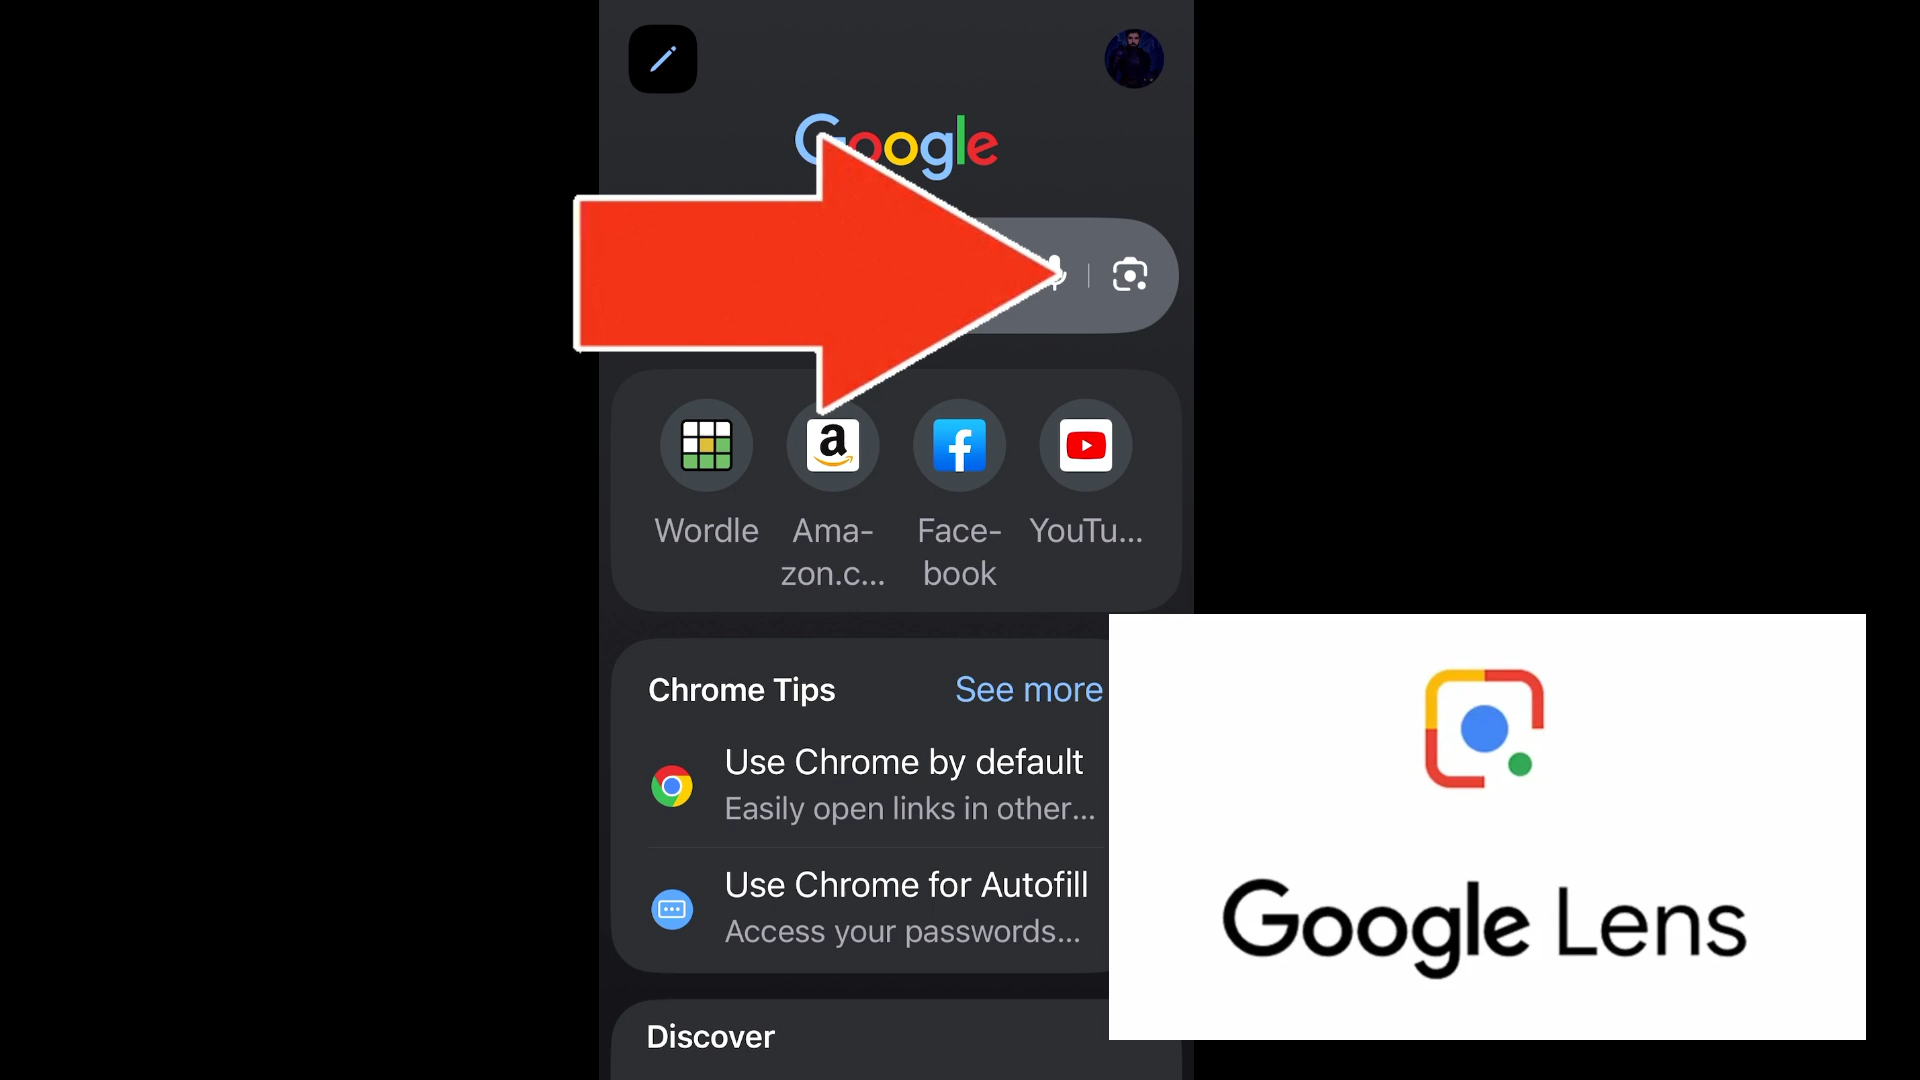 Google
Wordle
Ama-
zon.c...
Face-
book
YouTu...
Chrome Tips
See more
Use Chrome by default
Easily open links in other...
Use Chrome for Autofill
Access your passwords...
Discover
Google Lens